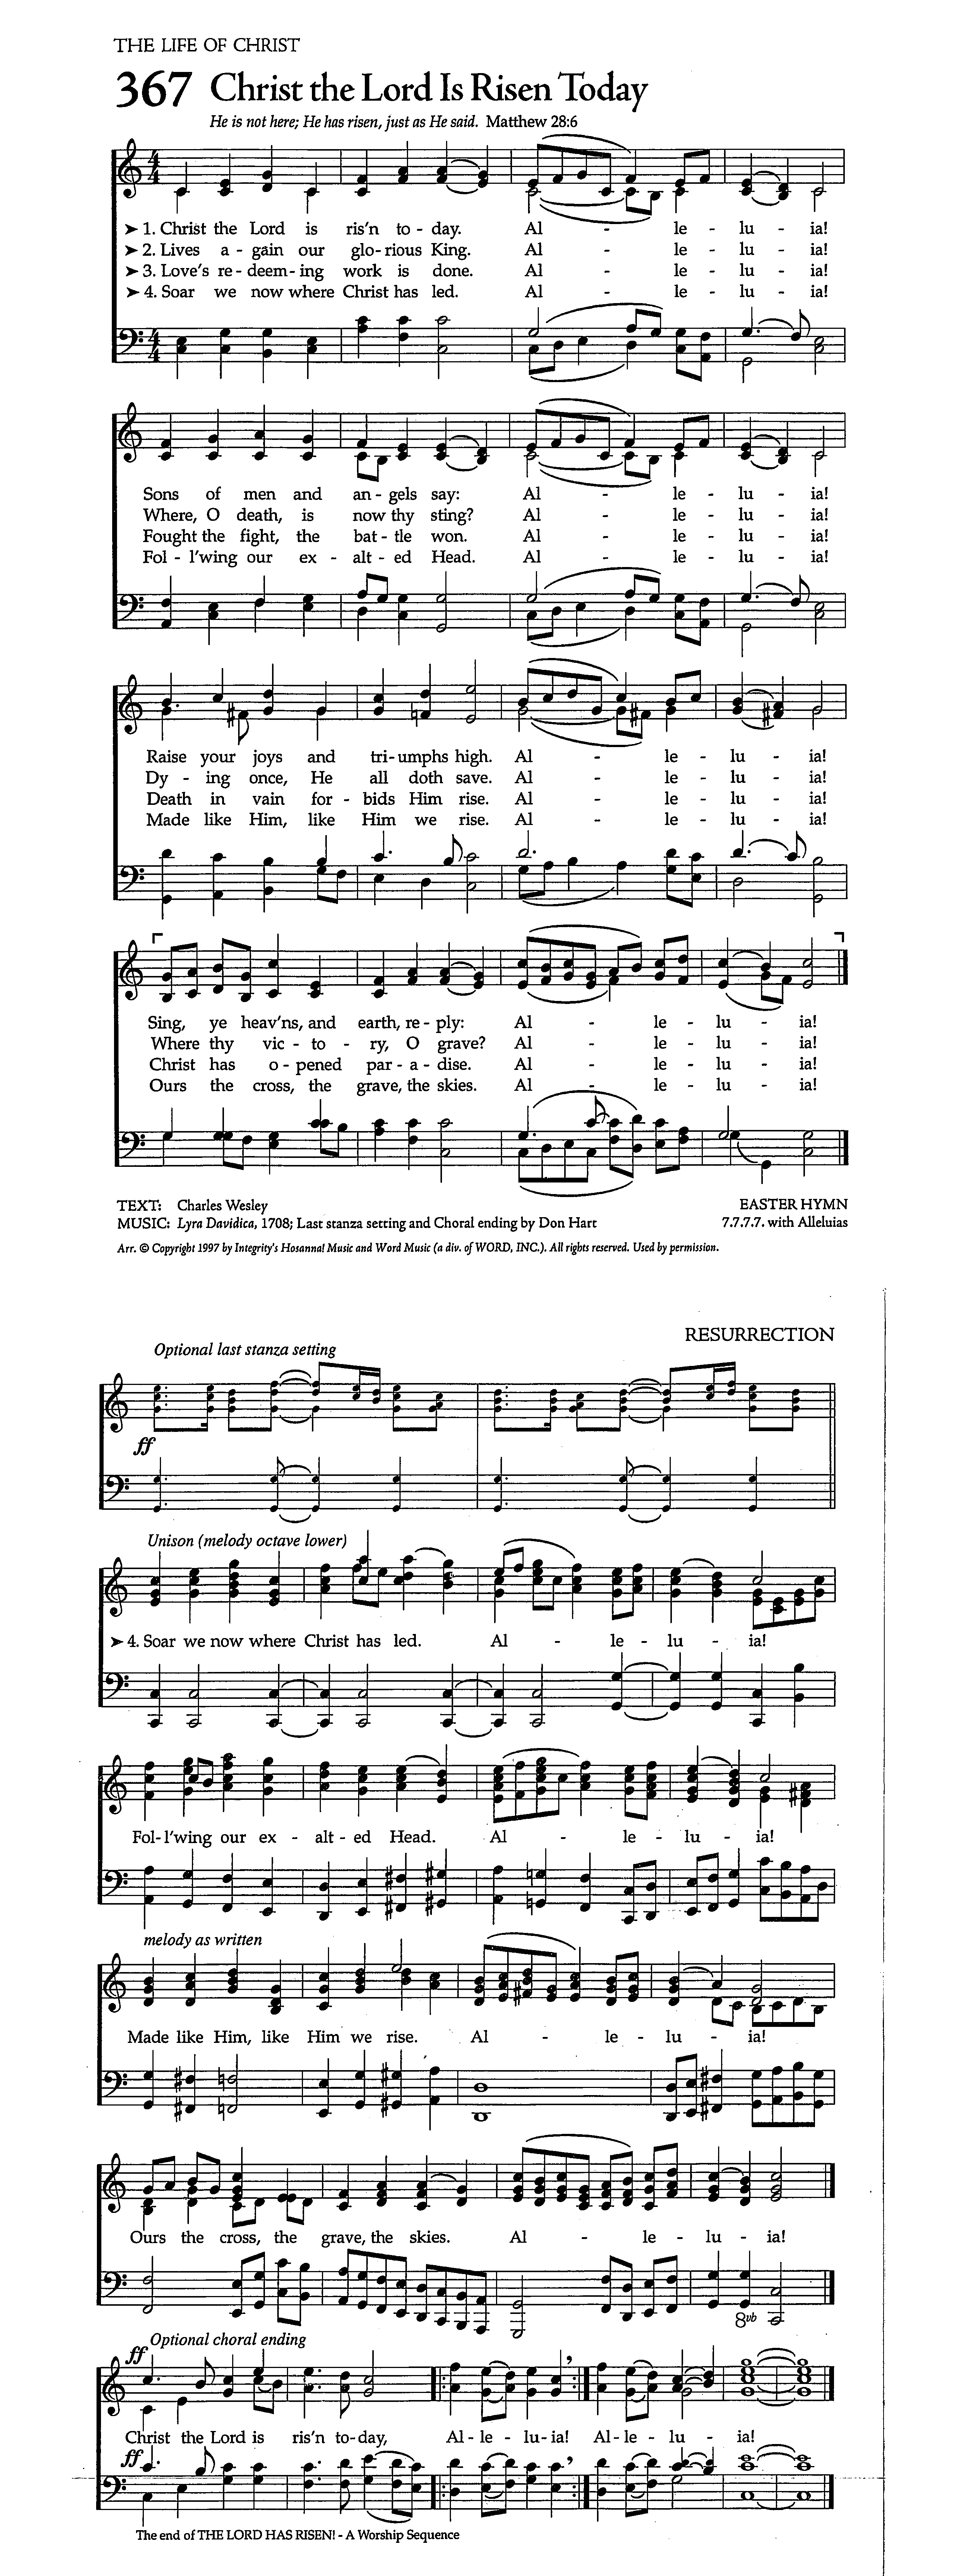 THE LIFE OF CHRIST
367 Christ the Lord Is Risen Today
He is not here; He has risen, just as He said. Matthew 28:6
➤ 1. Christ the Lord is ris'n to - day. Al - le - lu - ia!
➤ 2. Lives a - gain our glo - rious King. Al - le - lu - ia!
➤ 3. Love's re - deem - ing work is done. Al - le - lu - ia!
➤ 4. Soar we now where Christ has led. Al - le - lu - ia!
Sons of men and an - gels say: Al - le - lu - ia!
Where, O death, is now thy sting? Al - le - lu - ia!
Fought the fight, the bat - tle won. Al - le - lu - ia!
Fol - l'wing our ex - alt - ed Head. Al - le - lu - ia!
Raise your joys and tri - umphs high. Al - le - lu - ia!
Dy - ing once, He all doth save. Al - le - lu - ia!
Death in vain for - bids Him rise. Al - le - lu - ia!
Made like Him, like Him we rise. Al - le - lu - ia!
Sing, ye heav'ns, and earth, re - ply: Al - le - lu - ia!
Where thy vic - to - ry, O grave? Al - le - lu - ia!
Christ has o - pened par - a - dise. Al - le - lu - ia!
Ours the cross, the grave, the skies. Al - le - lu - ia!
TEXT: Charles Wesley EASTER HYMN
MUSIC: Lyra Davidica, 1708; Last stanza setting and Choral ending by Don Hart 7.7.7.7. with Alleluias
Arr. © Copyright 1997 by Integrity's Hosanna! Music and Word Music (a div. of WORD, INC.). All rights reserved. Used by permission.
RESURRECTION
Optional last stanza setting
ff
Unison (melody octave lower)
➤ 4. Soar we now where Christ has led. Al - le - lu - ia!
Fol - l'wing our ex - alt - ed Head. Al - le - lu - ia!
melody as written
Made like Him, like Him we rise. Al - le - lu - ia!
Ours the cross, the grave, the skies. Al - le - lu - ia!
8vb
Optional choral ending
ff
Christ the Lord is ris'n to - day, Al - le - lu - ia! Al - le - lu - ia!
ff
The end of THE LORD HAS RISEN! - A Worship Sequence